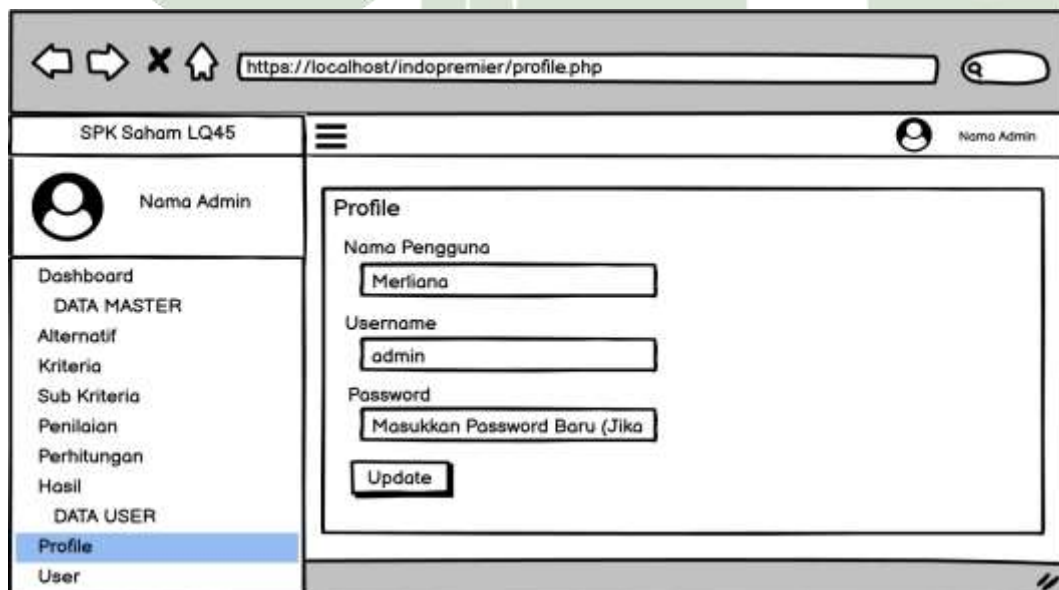 https://localhost/indopremier/profile.php
SPK Saham LQ45
Nama Admin
Nama Admin
Dashboard
DATA MASTER
Alternatif
Kriteria
Sub Kriteria
Penilaian
Perhitungan
Hasil
DATA USER
Profile
User
Profile
Nama Pengguna
Merliana
Username
admin
Password
Masukkan Password Baru (Jika
Update